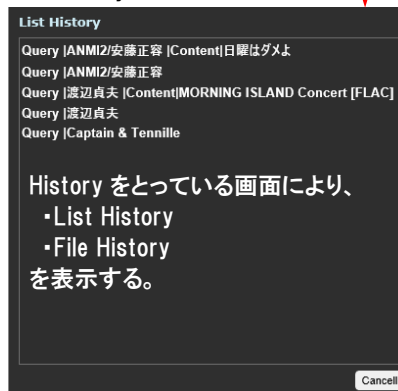 List History
Query |ANMI2/安藤正容 |Content|日曜はダメよ
Query |ANMI2/安藤正容
Query |渡辺貞夫 |Content|MORNING ISLAND Concert [FLAC]
Query |渡辺貞夫
Query |Captain & Tennille
History をとっている画面により、
・List History
・File History
を表示する。
Cancell